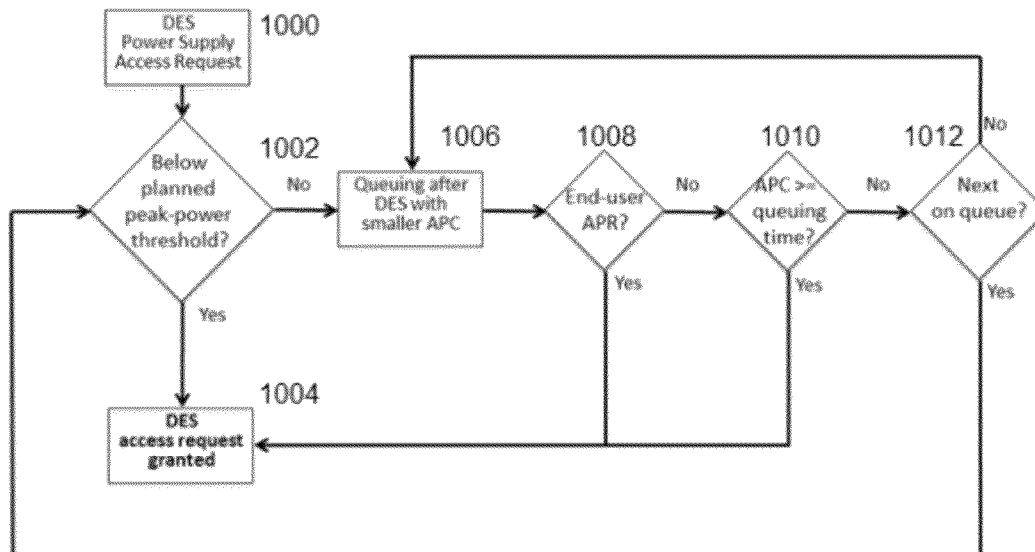 DES
Power Supply
Access Request
1000
Below
planned
peak-power
threshold?
1002
No
Yes
DES
access request
granted
1004
Queuing after
DES with
smaller APC
1006
End-user
APR?
1008
No
Yes
APC >=
queuing
time?
1010
No
Yes
Next
on queue?
1012
No
Yes